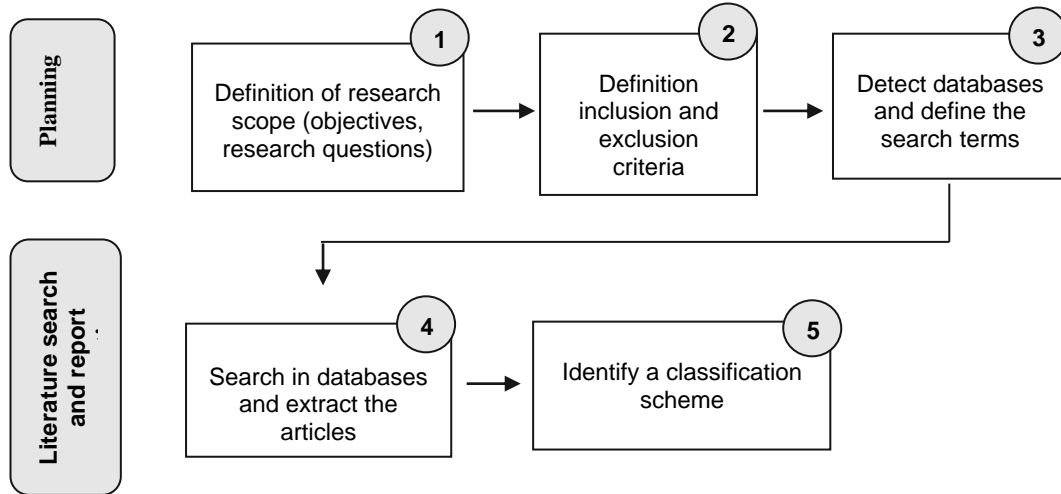 Planning
1
Definition of research
scope (objectives,
research questions)
2
Definition
inclusion and
exclusion
criteria
3
Detect databases
and define the
search terms
Literature search
and report
4
Search in databases
and extract the
articles
5
Identify a classification
scheme